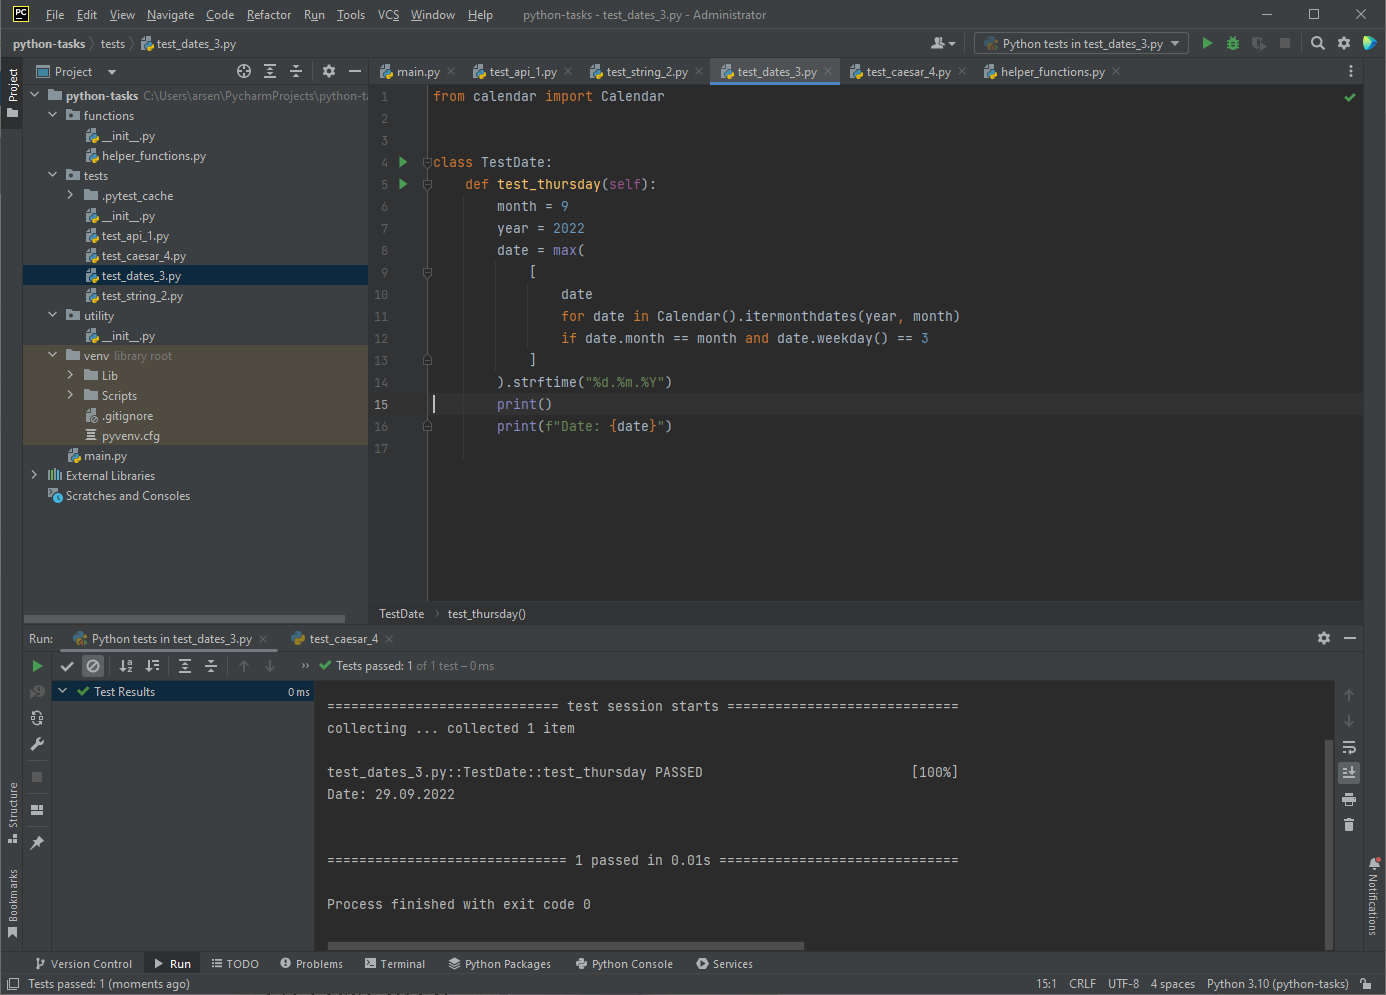 PC File Edit View Navigate Code Refactor Run Tools VCS Window Help python-tasks - test_dates_3.py - Administrator
python-tasks tests test_dates_3.py Python tests in test_dates_3.py
Project
Project
main.py test_api_1.py test_string_2.py test_dates_3.py test_caesar_4.py helper_functions.py
python-tasks C:\Users\arsen\PycharmProjects\python-ta
functions
__init__.py
helper_functions.py
tests
.pytest_cache
__init__.py
test_api_1.py
test_caesar_4.py
test_dates_3.py
test_string_2.py
utility
__init__.py
venv library root
Lib
Scripts
.gitignore
pyvenv.cfg
main.py
External Libraries
Scratches and Consoles
1 from calendar import Calendar
2
3
4 class TestDate:
5 def test_thursday(self):
6 month = 9
7 year = 2022
8 date = max(
9 [
10 date
11 for date in Calendar().itermonthdates(year, month)
12 if date.month == month and date.weekday() == 3
13 ]
14 ).strftime("%d.%m.%Y")
15 print()
16 print(f"Date: {date}")
17
TestDate test_thursday()
Run: Python tests in test_dates_3.py test_caesar_4
Tests passed: 1 of 1 test – 0 ms
Test Results 0 ms
============================= test session starts =============================
collecting ... collected 1 item
test_dates_3.py::TestDate::test_thursday PASSED [100%]
Date: 29.09.2022
============================== 1 passed in 0.01s ==============================
Process finished with exit code 0
Structure
Bookmarks
Notifications
Version Control Run TODO Problems Terminal Python Packages Python Console Services
Tests passed: 1 (moments ago) 15:1 CRLF UTF-8 4 spaces Python 3.10 (python-tasks)